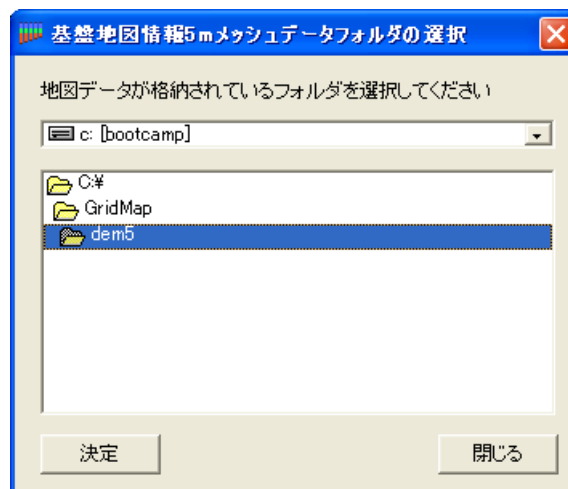 基盤地図情報5mメッシュデータフォルダの選択
地図データが格納されているフォルダを選択してください
c: [bootcamp]
C:¥
GridMap
dem5
決定
閉じる